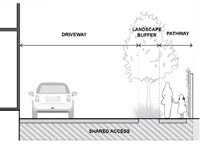 DRIVEWAY
LANDSCAPE
BUFFER
PATHWAY
SHARED ACCESS